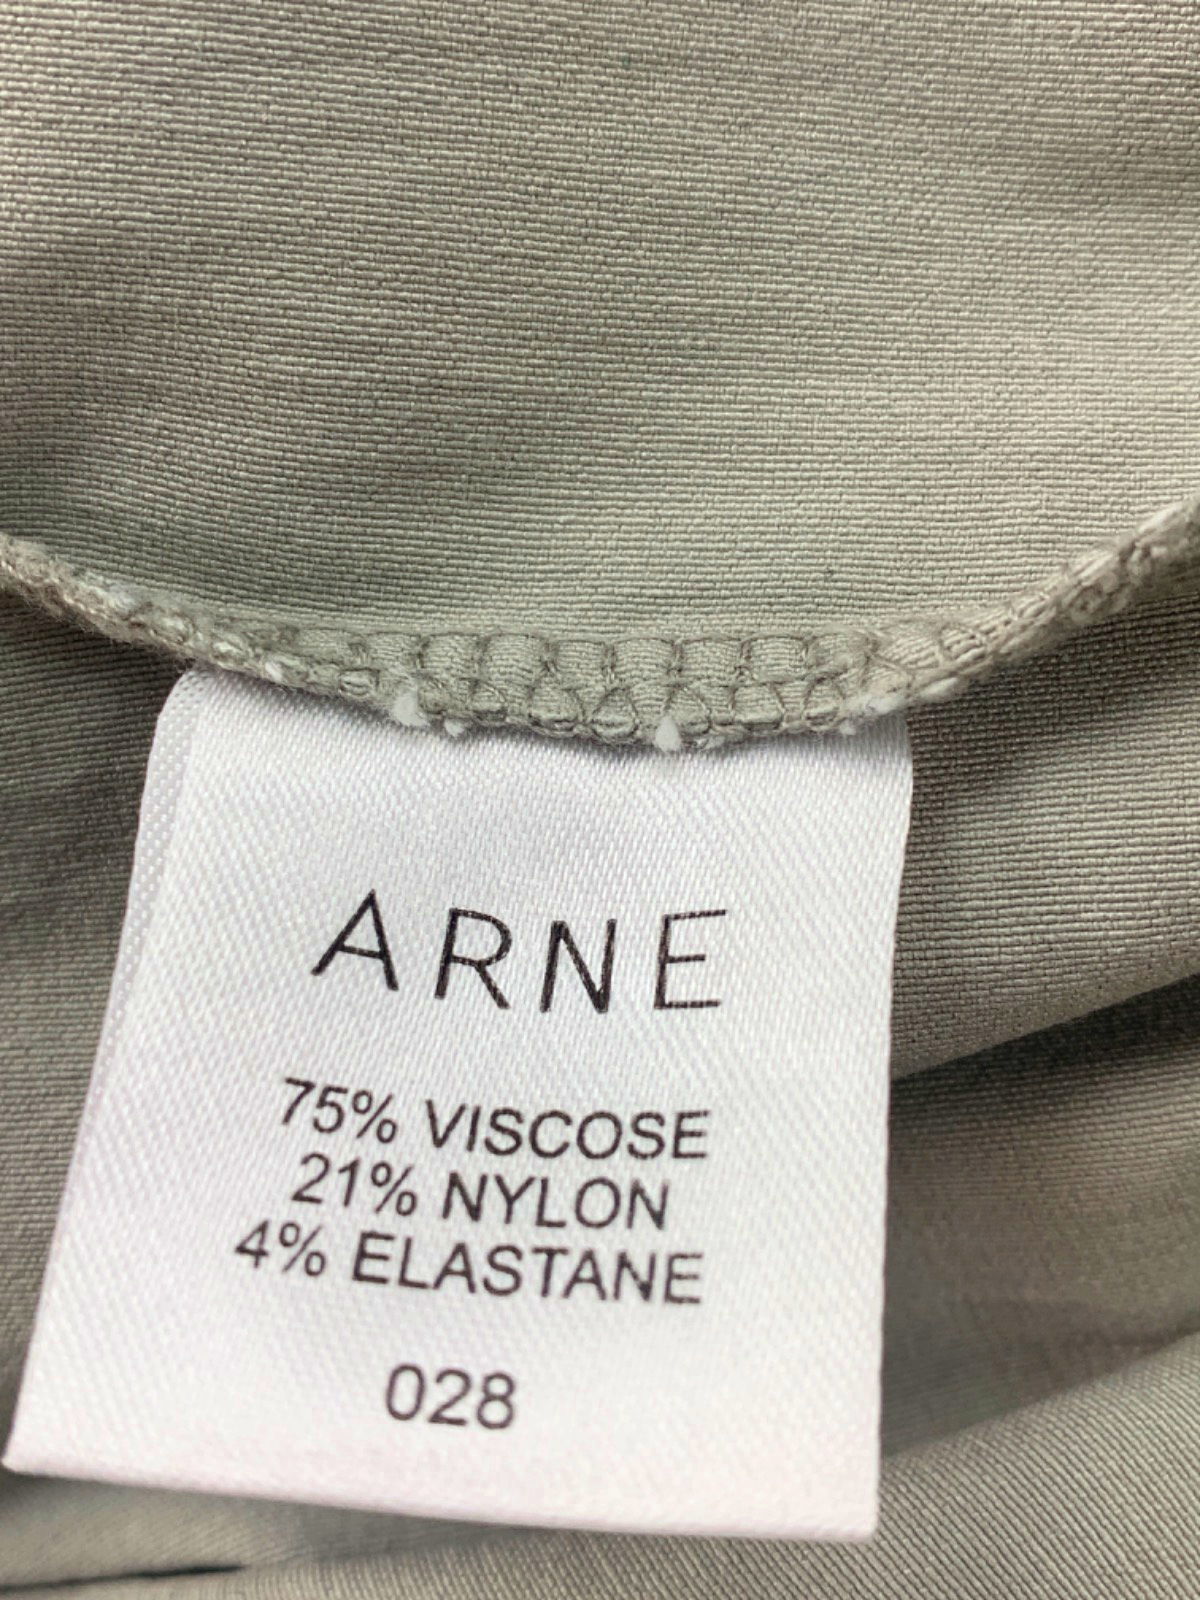 ARNE
75% VISCOSE
21% NYLON
4% ELASTANE
028